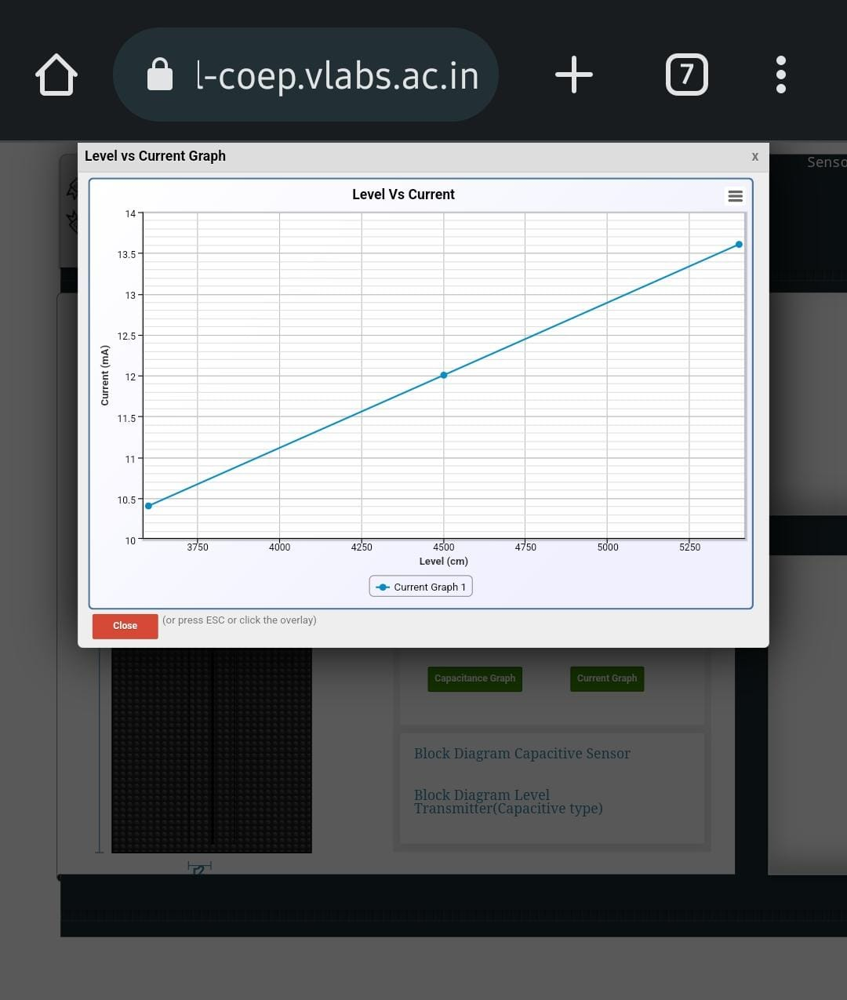 l-coep.vlabs.ac.in
7
Level vs Current Graph
x
Level Vs Current
14
13.5
13
12.5
12
11.5
11
10.5
10
Current (mA)
3750 4000 4250 4500 4750 5000 5250
Level (cm)
Current Graph 1
Close
(or press ESC or click the overlay)
Capacitance Graph
Current Graph
Block Diagram Capacitive Sensor
Block Diagram Level
Transmitter(Capacitive type)
r2